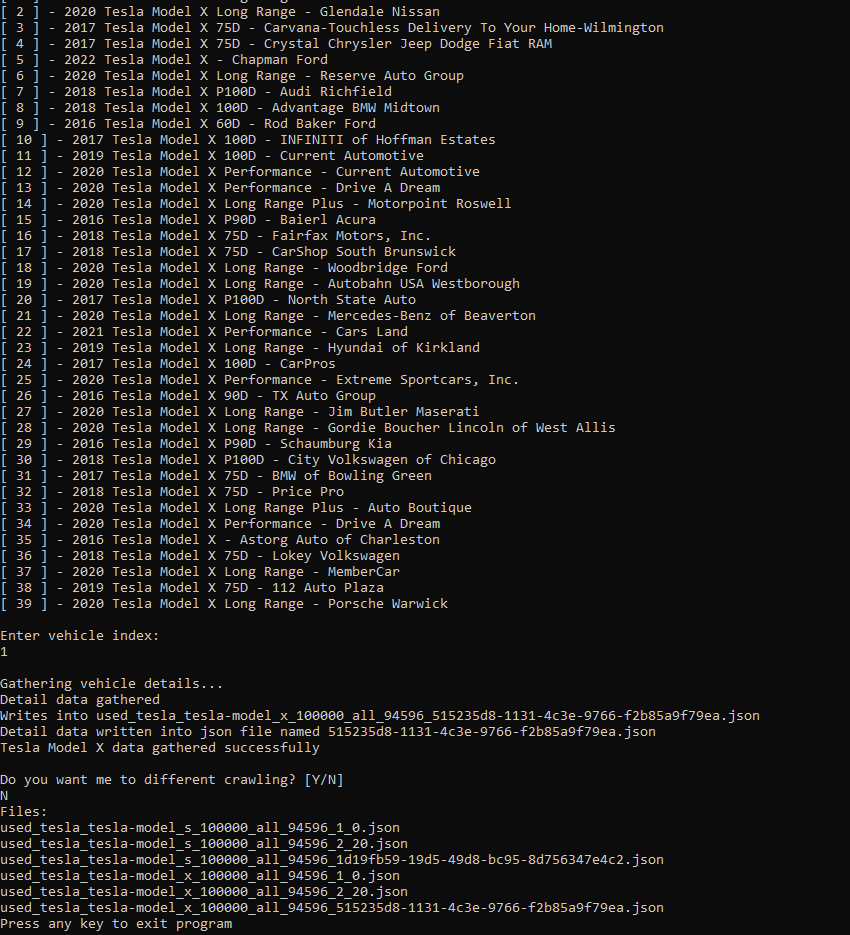 [ 2 ] - 2020 Tesla Model X Long Range - Glendale Nissan
[ 3 ] - 2017 Tesla Model X 75D - Carvana-Touchless Delivery To Your Home-Wilmington
[ 4 ] - 2017 Tesla Model X 75D - Crystal Chrysler Jeep Dodge Fiat RAM
[ 5 ] - 2022 Tesla Model X - Chapman Ford
[ 6 ] - 2020 Tesla Model X Long Range - Reserve Auto Group
[ 7 ] - 2018 Tesla Model X P100D - Audi Richfield
[ 8 ] - 2018 Tesla Model X 100D - Advantage BMW Midtown
[ 9 ] - 2016 Tesla Model X 60D - Rod Baker Ford
[ 10 ] - 2017 Tesla Model X 100D - INFINITI of Hoffman Estates
[ 11 ] - 2019 Tesla Model X 100D - Current Automotive
[ 12 ] - 2020 Tesla Model X Performance - Current Automotive
[ 13 ] - 2020 Tesla Model X Performance - Drive A Dream
[ 14 ] - 2020 Tesla Model X Long Range Plus - Motorpoint Roswell
[ 15 ] - 2016 Tesla Model X P90D - Baierl Acura
[ 16 ] - 2018 Tesla Model X 75D - Fairfax Motors, Inc.
[ 17 ] - 2018 Tesla Model X 75D - CarShop South Brunswick
[ 18 ] - 2020 Tesla Model X Long Range - Woodbridge Ford
[ 19 ] - 2020 Tesla Model X Long Range - Autobahn USA Westborough
[ 20 ] - 2017 Tesla Model X P100D - North State Auto
[ 21 ] - 2020 Tesla Model X Long Range - Mercedes-Benz of Beaverton
[ 22 ] - 2021 Tesla Model X Performance - Cars Land
[ 23 ] - 2019 Tesla Model X Long Range - Hyundai of Kirkland
[ 24 ] - 2017 Tesla Model X 100D - CarPros
[ 25 ] - 2020 Tesla Model X Performance - Extreme Sportcars, Inc.
[ 26 ] - 2016 Tesla Model X 90D - TX Auto Group
[ 27 ] - 2020 Tesla Model X Long Range - Jim Butler Maserati
[ 28 ] - 2020 Tesla Model X Long Range - Gordie Boucher Lincoln of West Allis
[ 29 ] - 2016 Tesla Model X P90D - Schaumburg Kia
[ 30 ] - 2018 Tesla Model X P100D - City Volkswagen of Chicago
[ 31 ] - 2017 Tesla Model X 75D - BMW of Bowling Green
[ 32 ] - 2018 Tesla Model X 75D - Price Pro
[ 33 ] - 2020 Tesla Model X Long Range Plus - Auto Boutique
[ 34 ] - 2020 Tesla Model X Performance - Drive A Dream
[ 35 ] - 2016 Tesla Model X - Astorg Auto of Charleston
[ 36 ] - 2018 Tesla Model X 75D - Lokey Volkswagen
[ 37 ] - 2020 Tesla Model X Long Range - MemberCar
[ 38 ] - 2019 Tesla Model X 75D - 112 Auto Plaza
[ 39 ] - 2020 Tesla Model X Long Range - Porsche Warwick
Enter vehicle index:
1
Gathering vehicle details...
Detail data gathered
Writes into used_tesla_tesla-model_x_100000_all_94596_515235d8-1131-4c3e-9766-f2b85a9f79ea.json
Detail data written into json file named 515235d8-1131-4c3e-9766-f2b85a9f79ea.json
Tesla Model X data gathered successfully
Do you want me to different crawling? [Y/N]
N
Files:
used_tesla_tesla-model_s_100000_all_94596_1_0.json
used_tesla_tesla-model_s_100000_all_94596_2_20.json
used_tesla_tesla-model_s_100000_all_94596_1d19fb59-19d5-49d8-bc95-8d756347e4c2.json
used_tesla_tesla-model_x_100000_all_94596_1_0.json
used_tesla_tesla-model_x_100000_all_94596_2_20.json
used_tesla_tesla-model_x_100000_all_94596_515235d8-1131-4c3e-9766-f2b85a9f79ea.json
Press any key to exit program